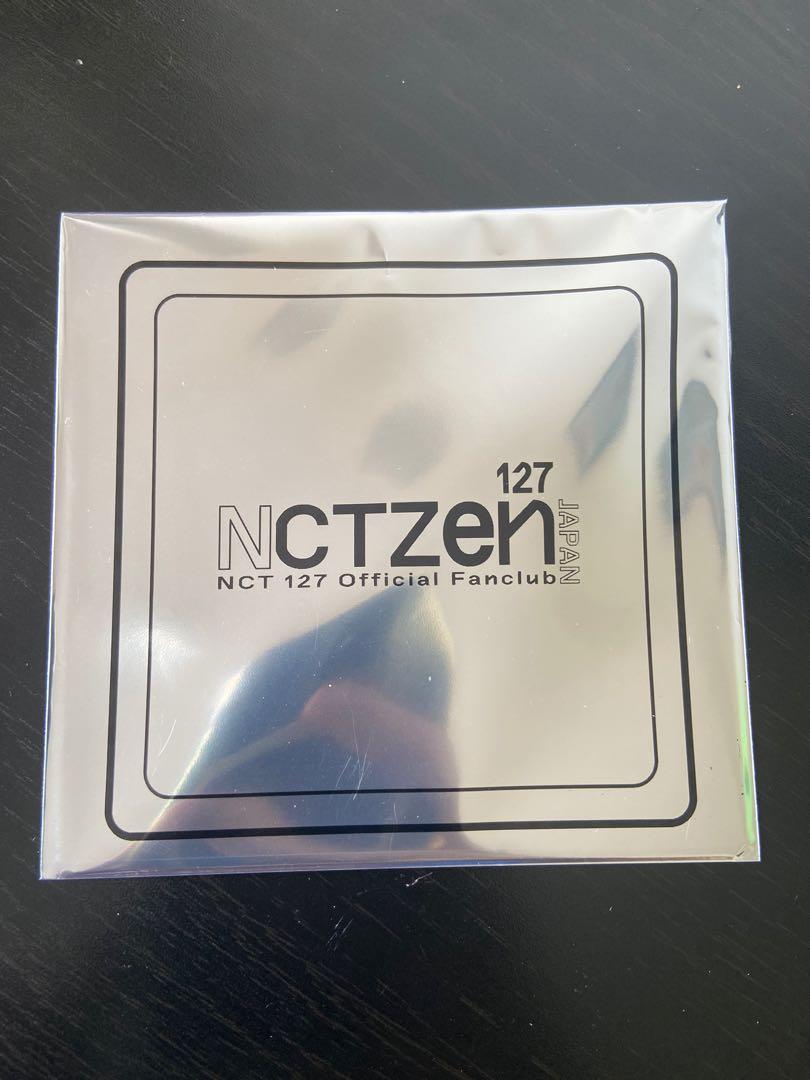 127
NCTzen
JAPAN
NCT 127 Official Fanclub